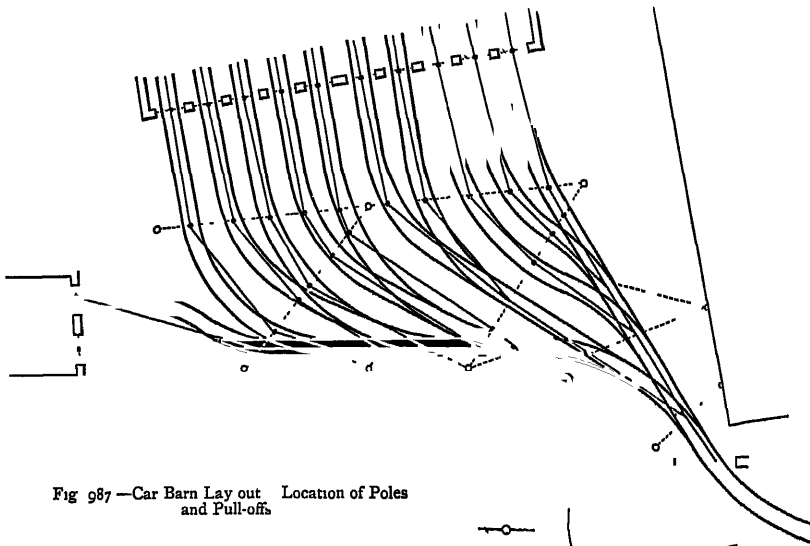 Fig 987—Car Barn Lay out Location of Poles
and Pull-offs